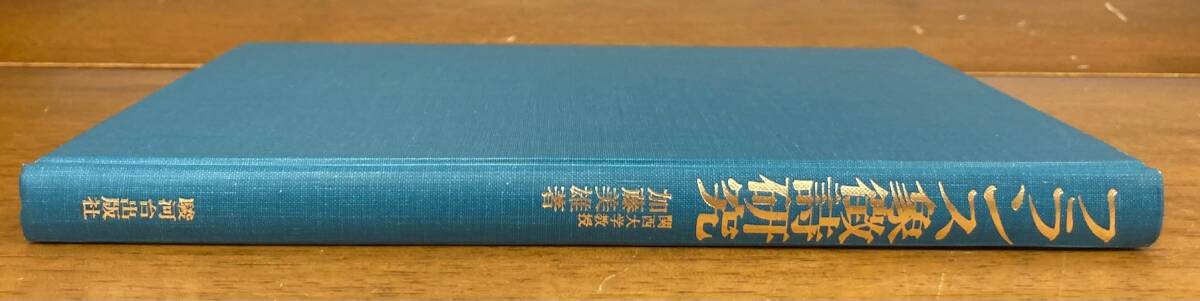 フランス象徴詩研究
関西大学教授
加藤美雄著
駿河台出版社